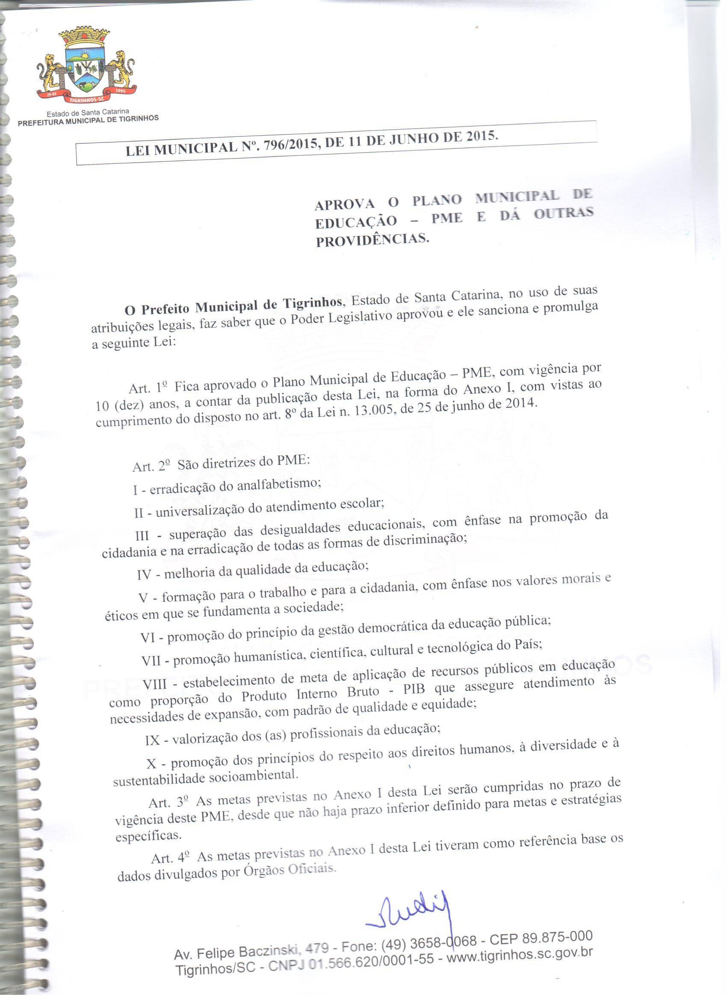 29-09
1995
TIGRINHOS-SC
Estado de Santa Catarina
PREFEITURA MUNICIPAL DE TIGRINHOS
LEI MUNICIPAL Nº. 796/2015, DE 11 DE JUNHO DE 2015.
APROVA O PLANO MUNICIPAL DE
EDUCAÇÃO – PME E DÁ OUTRAS
PROVIDÊNCIAS.
O Prefeito Municipal de Tigrinhos, Estado de Santa Catarina, no uso de suas
atribuições legais, faz saber que o Poder Legislativo aprovou e ele sanciona e promulga
a seguinte Lei:
Art. 1º Fica aprovado o Plano Municipal de Educação – PME, com vigência por
10 (dez) anos, a contar da publicação desta Lei, na forma do Anexo I, com vistas ao
cumprimento do disposto no art. 8º da Lei n. 13.005, de 25 de junho de 2014.
Art. 2º São diretrizes do PME:
I - erradicação do analfabetismo;
II - universalização do atendimento escolar;
III - superação das desigualdades educacionais, com ênfase na promoção da
cidadania e na erradicação de todas as formas de discriminação;
IV - melhoria da qualidade da educação;
V - formação para o trabalho e para a cidadania, com ênfase nos valores morais e
éticos em que se fundamenta a sociedade;
VI - promoção do princípio da gestão democrática da educação pública;
VII - promoção humanística, científica, cultural e tecnológica do País;
VIII - estabelecimento de meta de aplicação de recursos públicos em educação
como proporção do Produto Interno Bruto - PIB que assegure atendimento às
necessidades de expansão, com padrão de qualidade e equidade;
IX - valorização dos (as) profissionais da educação;
X - promoção dos princípios do respeito aos direitos humanos, à diversidade e à
sustentabilidade socioambiental.
Art. 3º As metas previstas no Anexo I desta Lei serão cumpridas no prazo de
vigência deste PME, desde que não haja prazo inferior definido para metas e estratégias
específicas.
Art. 4º As metas previstas no Anexo I desta Lei tiveram como referência base os
dados divulgados por Órgãos Oficiais.
Av. Felipe Baczinski, 479 - Fone: (49) 3658-0068 - CEP 89.875-000
Tigrinhos/SC - CNPJ 01.566.620/0001-55 - www.tigrinhos.sc.gov.br